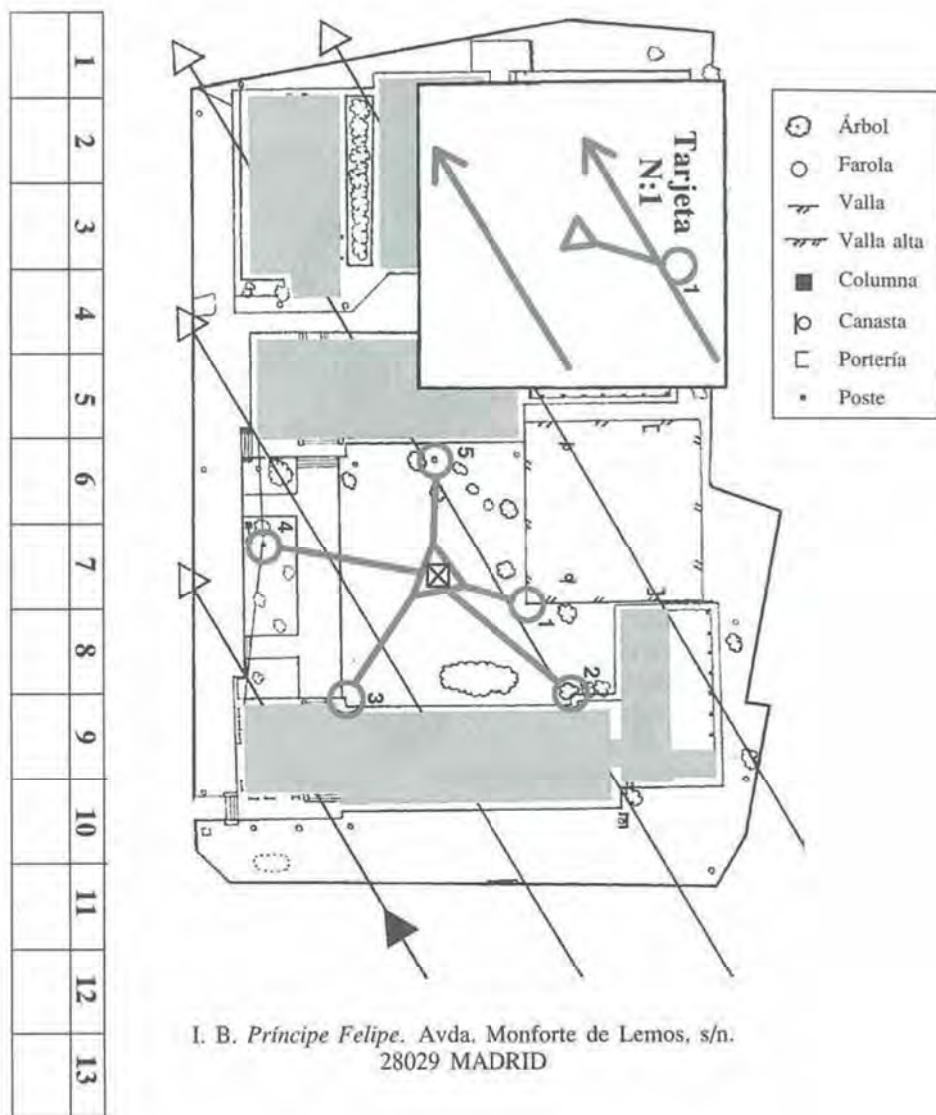 1
2
3
4
5
6
7
8
9
10
11
12
13
Tarjeta
N:1
1
5
4
1
2
3
Árbol
Farola
Valla
Valla alta
Columna
Canasta
Portería
Poste
I. B. Príncipe Felipe. Avda. Monforte de Lemos, s/n.
28029 MADRID